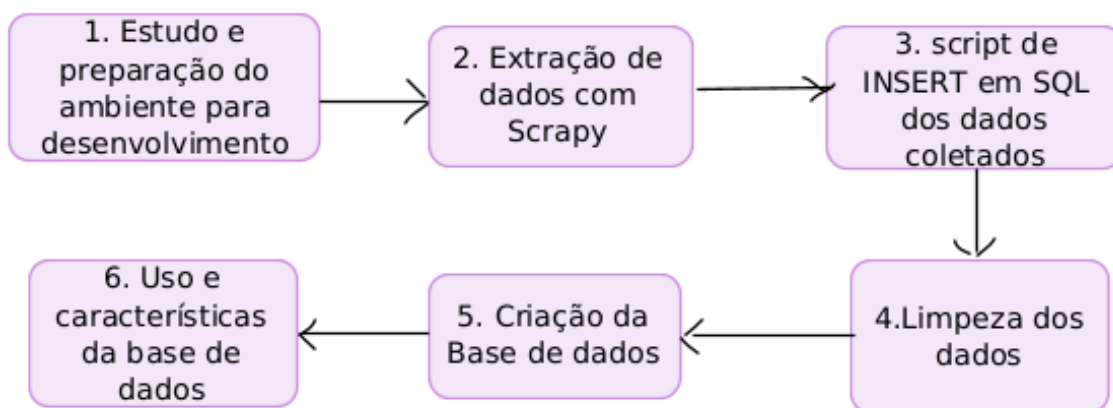 1. Estudo e
preparação do
ambiente para
desenvolvimento
2. Extração de
dados com
Scrapy
3. script de
INSERT em SQL
dos dados
coletados
4.Limpeza dos
dados
5. Criação da
Base de dados
6. Uso e
características
da base de
dados